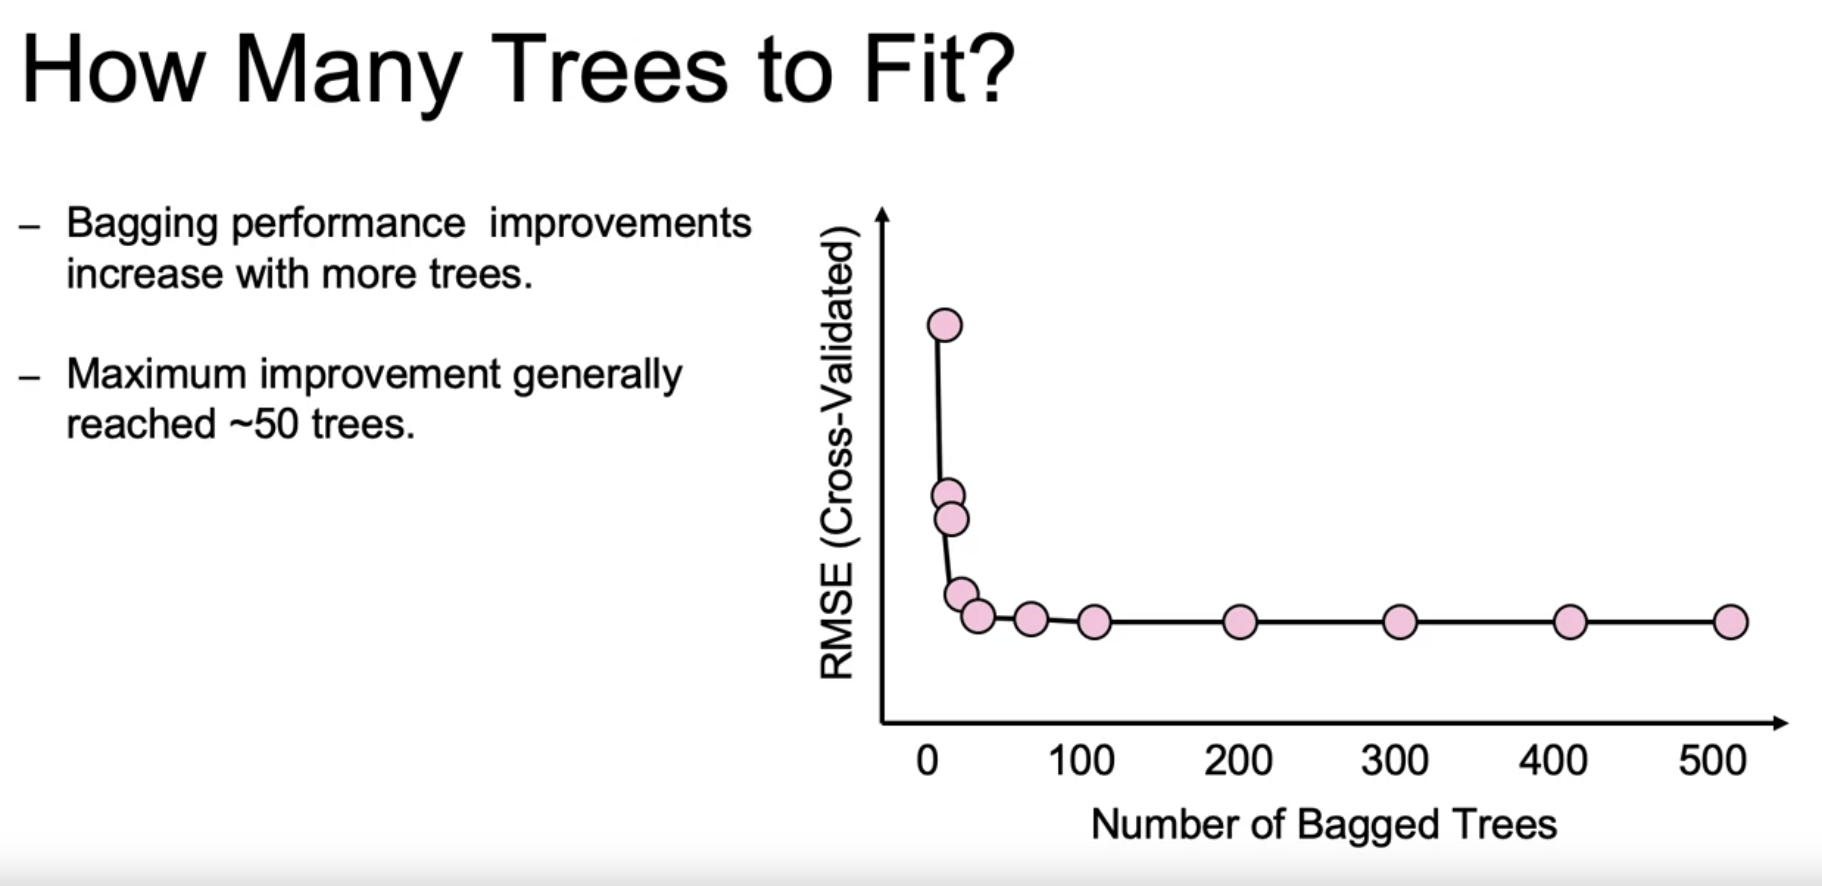 How Many Trees to Fit?
– Bagging performance improvements
increase with more trees.
– Maximum improvement generally
reached ~50 trees.
RMSE (Cross-Validated)
0 100 200 300 400 500
Number of Bagged Trees